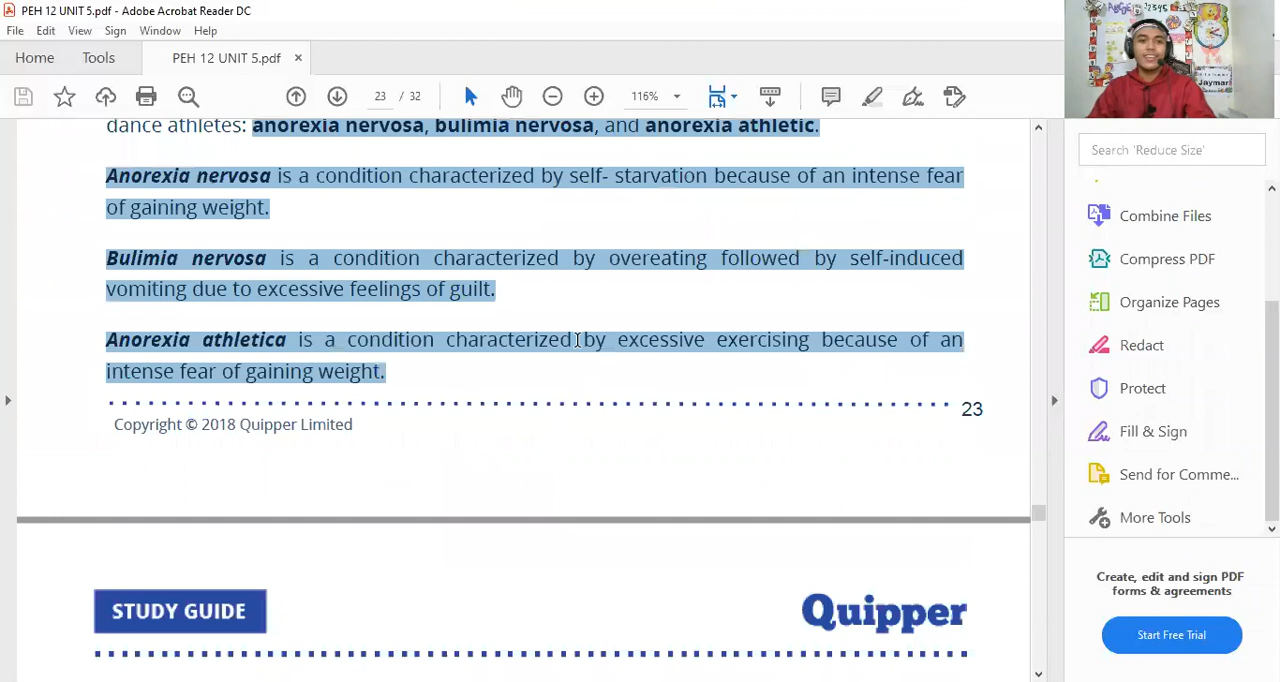 PEH 12 UNIT 5.pdf - Adobe Acrobat Reader DC
File Edit View Sign Window Help
Home Tools PEH 12 UNIT 5.pdf ×
23 / 32 116%
dance athletes: anorexia nervosa, bulimia nervosa, and anorexia athletic.
Anorexia nervosa is a condition characterized by self- starvation because of an intense fear
of gaining weight.
Bulimia nervosa is a condition characterized by overeating followed by self-induced
vomiting due to excessive feelings of guilt.
Anorexia athletica is a condition characterized by excessive exercising because of an
intense fear of gaining weight.
23
Copyright © 2018 Quipper Limited
STUDY GUIDE
Quipper
Jaymar
Search 'Reduce Size'
Combine Files
Compress PDF
Organize Pages
Redact
Protect
Fill & Sign
Send for Comme...
More Tools
Create, edit and sign PDF
forms & agreements
Start Free Trial